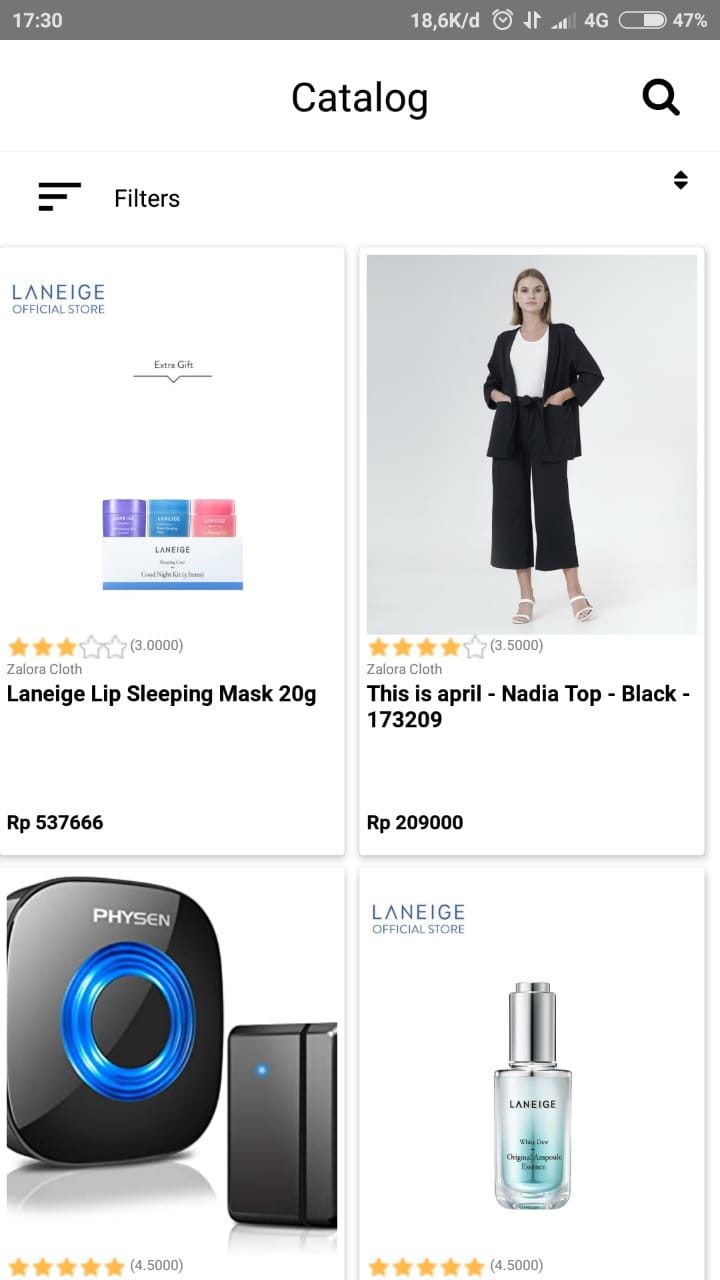 17:30
18,6K/d
4G
47%
Catalog
Filters
LANEIGE
OFFICIAL STORE
Extra Gift
LANEIGE
LANEIGE
LANEIGE
LANEIGE
Sleeping Care
Good Night Kit (3 Items)
(3.0000)
Zalora Cloth
Laneige Lip Sleeping Mask 20g
Rp 537666
(3.5000)
Zalora Cloth
This is april - Nadia Top - Black -
173209
Rp 209000
PHYSEN
(4.5000)
LANEIGE
OFFICIAL STORE
LANEIGE
White Dew
Original Ampoule
Essence
(4.5000)